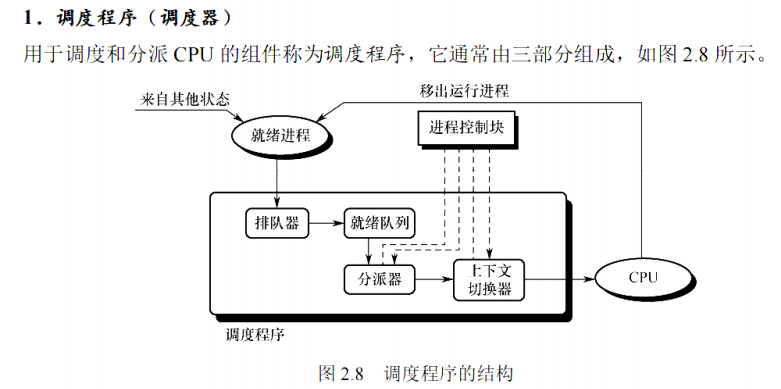 1．调度程序（调度器）
用于调度和分派 CPU 的组件称为调度程序，它通常由三部分组成，如图 2.8 所示。
来自其他状态
移出运行进程
就绪进程
进程控制块
排队器
就绪队列
分派器
上下文
切换器
CPU
调度程序
图 2.8 调度程序的结构